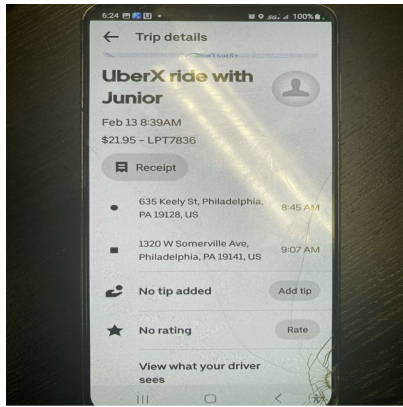 6:24
5G 100%
← Trip details
UberX ride with
Junior
Feb 13 8:39AM
$21.95 – LPT7836
Receipt
635 Keely St, Philadelphia,
PA 19128, US
8:45 AM
1320 W Somerville Ave,
Philadelphia, PA 19141, US
9:07 AM
No tip added
Add tip
No rating
Rate
View what your driver
sees